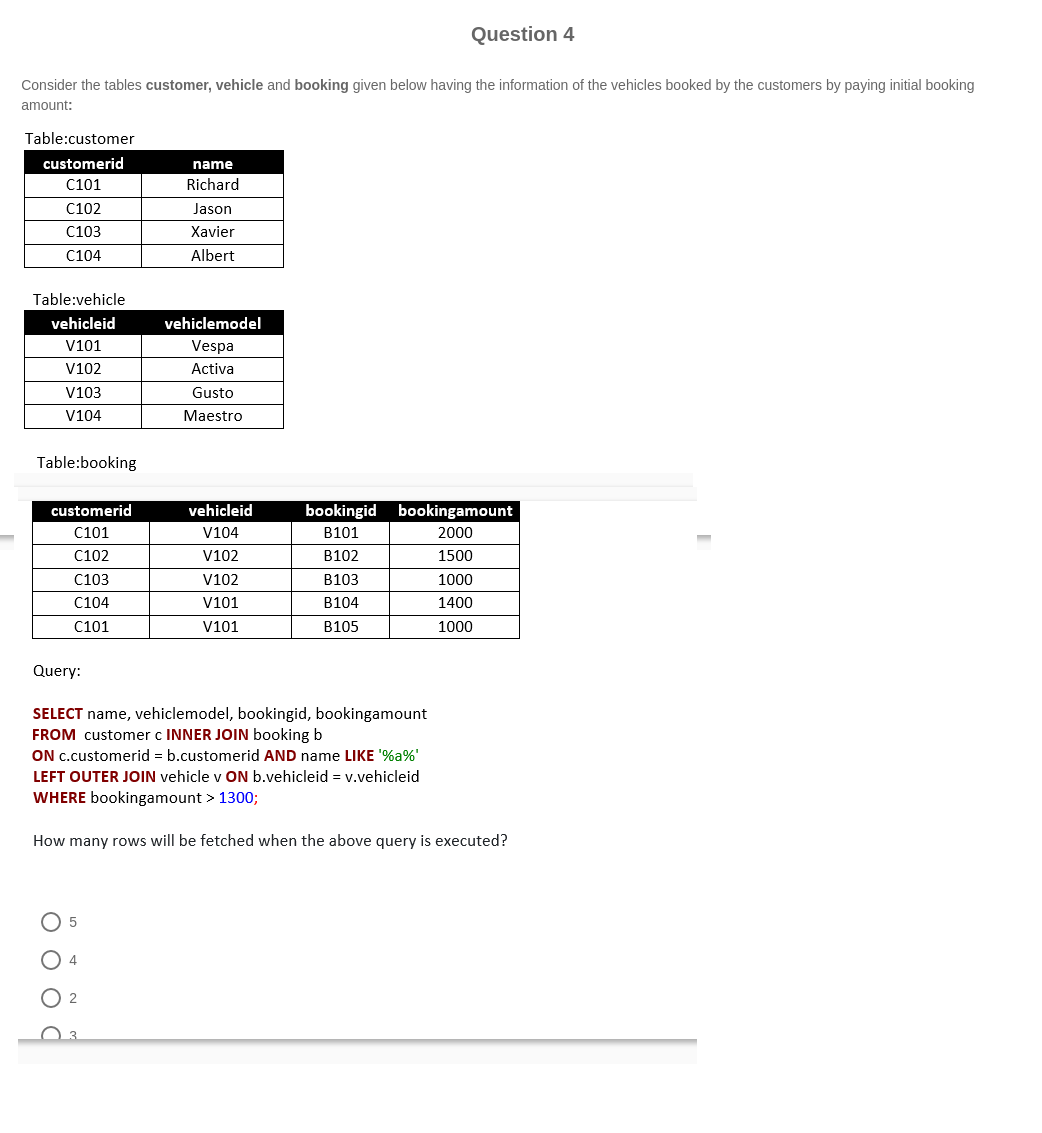 Question 4
Consider the tables customer, vehicle and booking given below having the information of the vehicles booked by the customers by paying initial booking
amount:
Table:customer
customerid name
C101 Richard
C102 Jason
C103 Xavier
C104 Albert
Table:vehicle
vehicleid vehiclemodel
V101 Vespa
V102 Activa
V103 Gusto
V104 Maestro
Table:booking
customerid vehicleid bookingid bookingamount
C101 V104 B101 2000
C102 V102 B102 1500
C103 V102 B103 1000
C104 V101 B104 1400
C101 V101 B105 1000
Query:
SELECT name, vehiclemodel, bookingid, bookingamount
FROM customer c INNER JOIN booking b
ON c.customerid = b.customerid AND name LIKE '%a%'
LEFT OUTER JOIN vehicle v ON b.vehicleid = v.vehicleid
WHERE bookingamount > 1300;
How many rows will be fetched when the above query is executed?
5
4
2
3